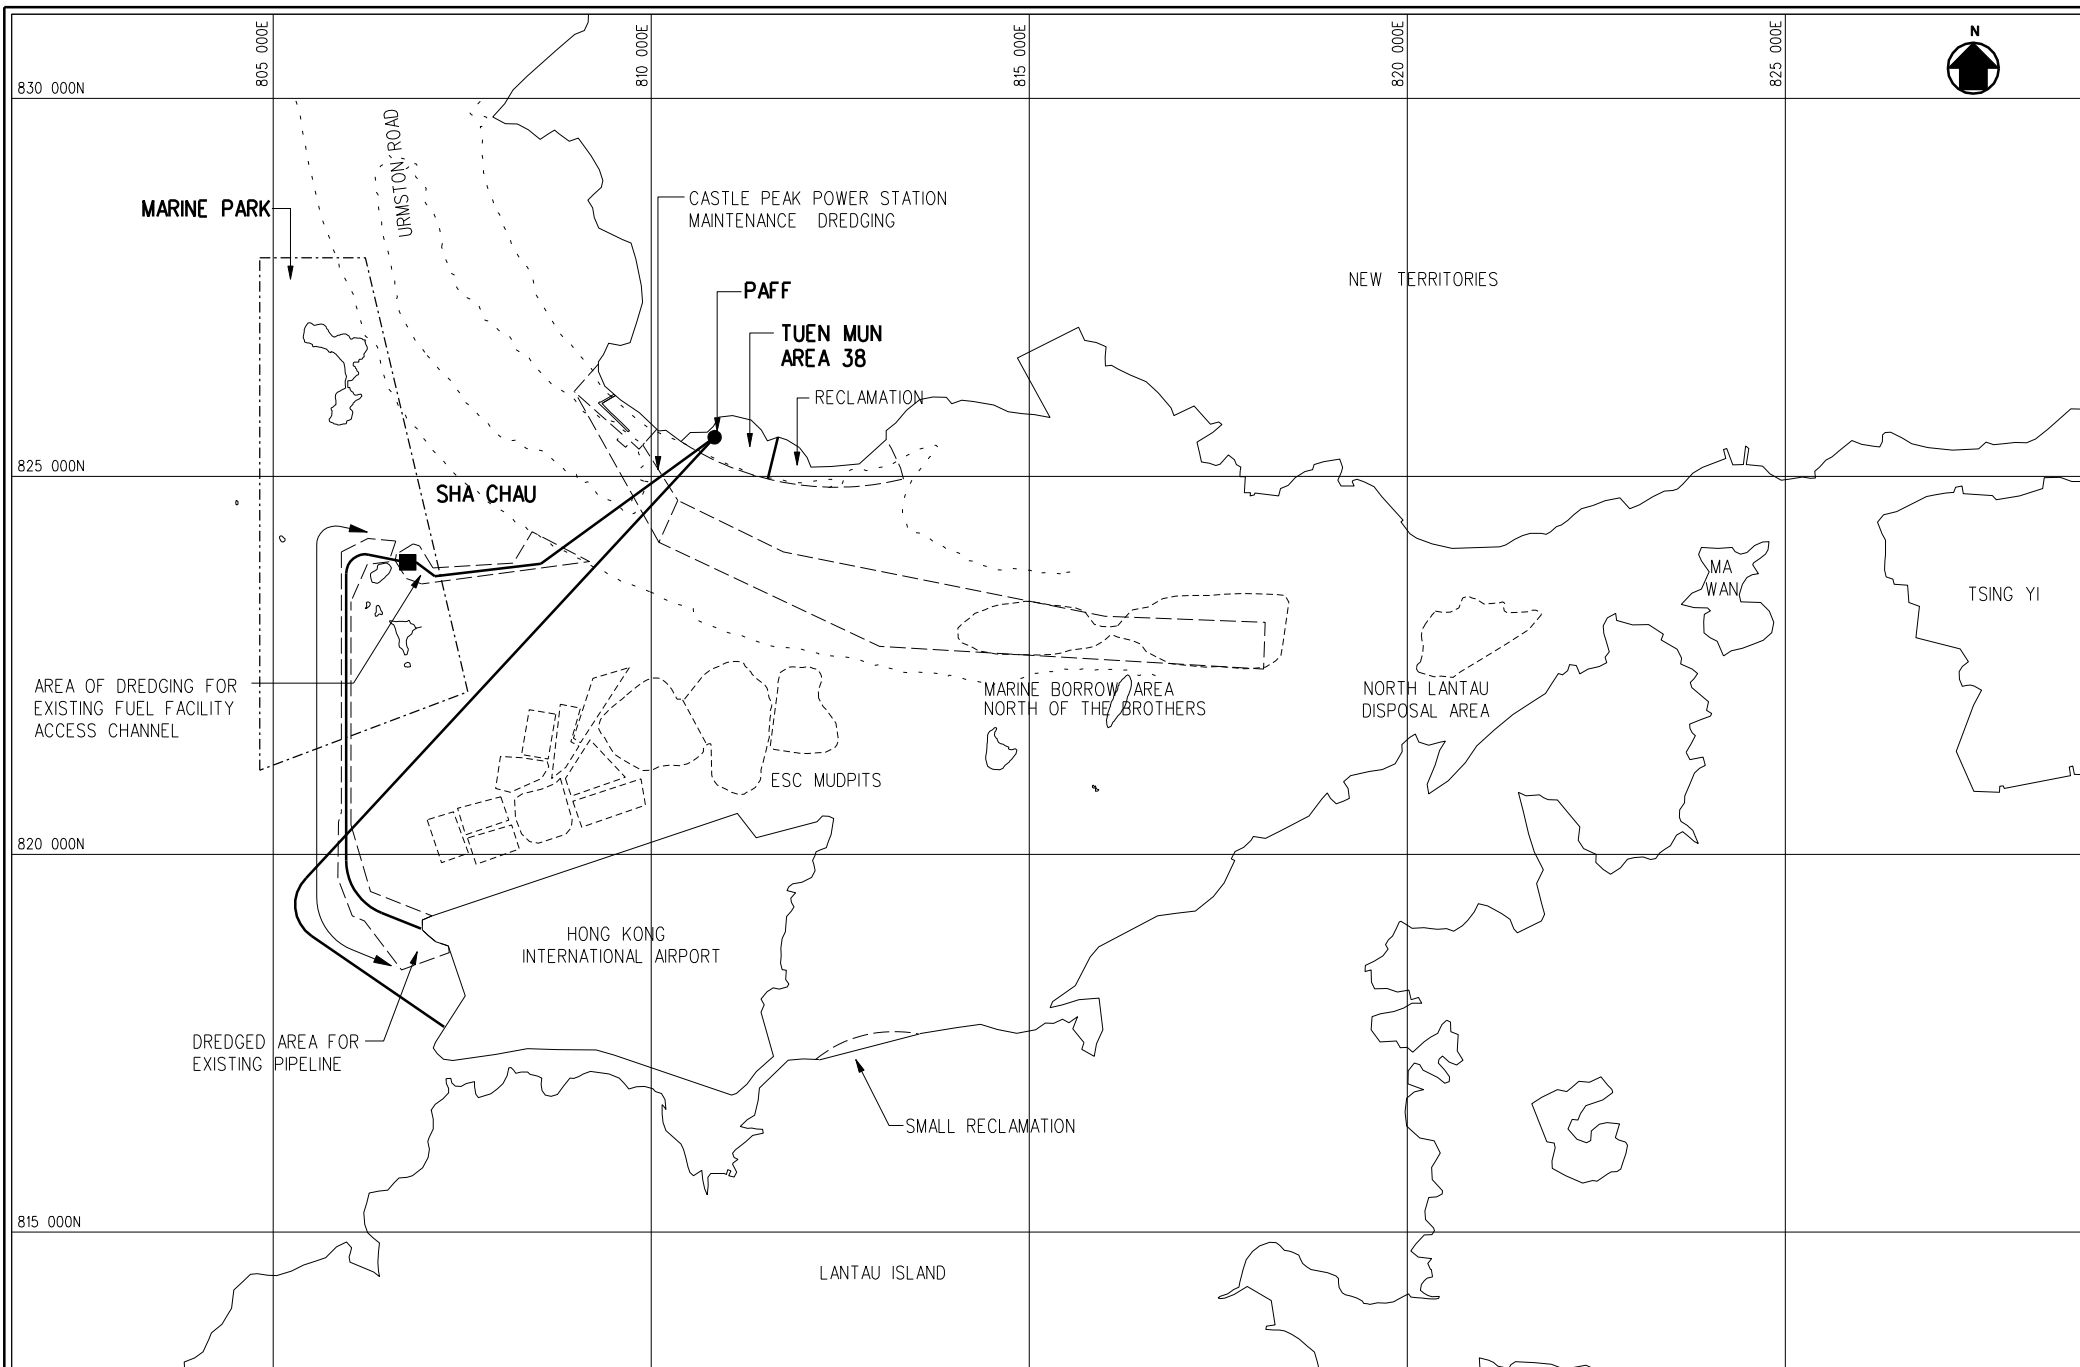 805 000E
810 000E
815 000E
820 000E
825 000E
N
830 000N
URMSTON ROAD
MARINE PARK
CASTLE PEAK POWER STATION
MAINTENANCE DREDGING
NEW TERRITORIES
PAFF
TUEN MUN
AREA 38
RECLAMATION
825 000N
SHA CHAU
MA
WAN
TSING YI
AREA OF DREDGING FOR
EXISTING FUEL FACILITY
ACCESS CHANNEL
MARINE BORROW AREA
NORTH OF THE BROTHERS
NORTH LANTAU
DISPOSAL AREA
ESC MUDPITS
820 000N
HONG KONG
INTERNATIONAL AIRPORT
DREDGED AREA FOR
EXISTING PIPELINE
SMALL RECLAMATION
815 000N
LANTAU ISLAND